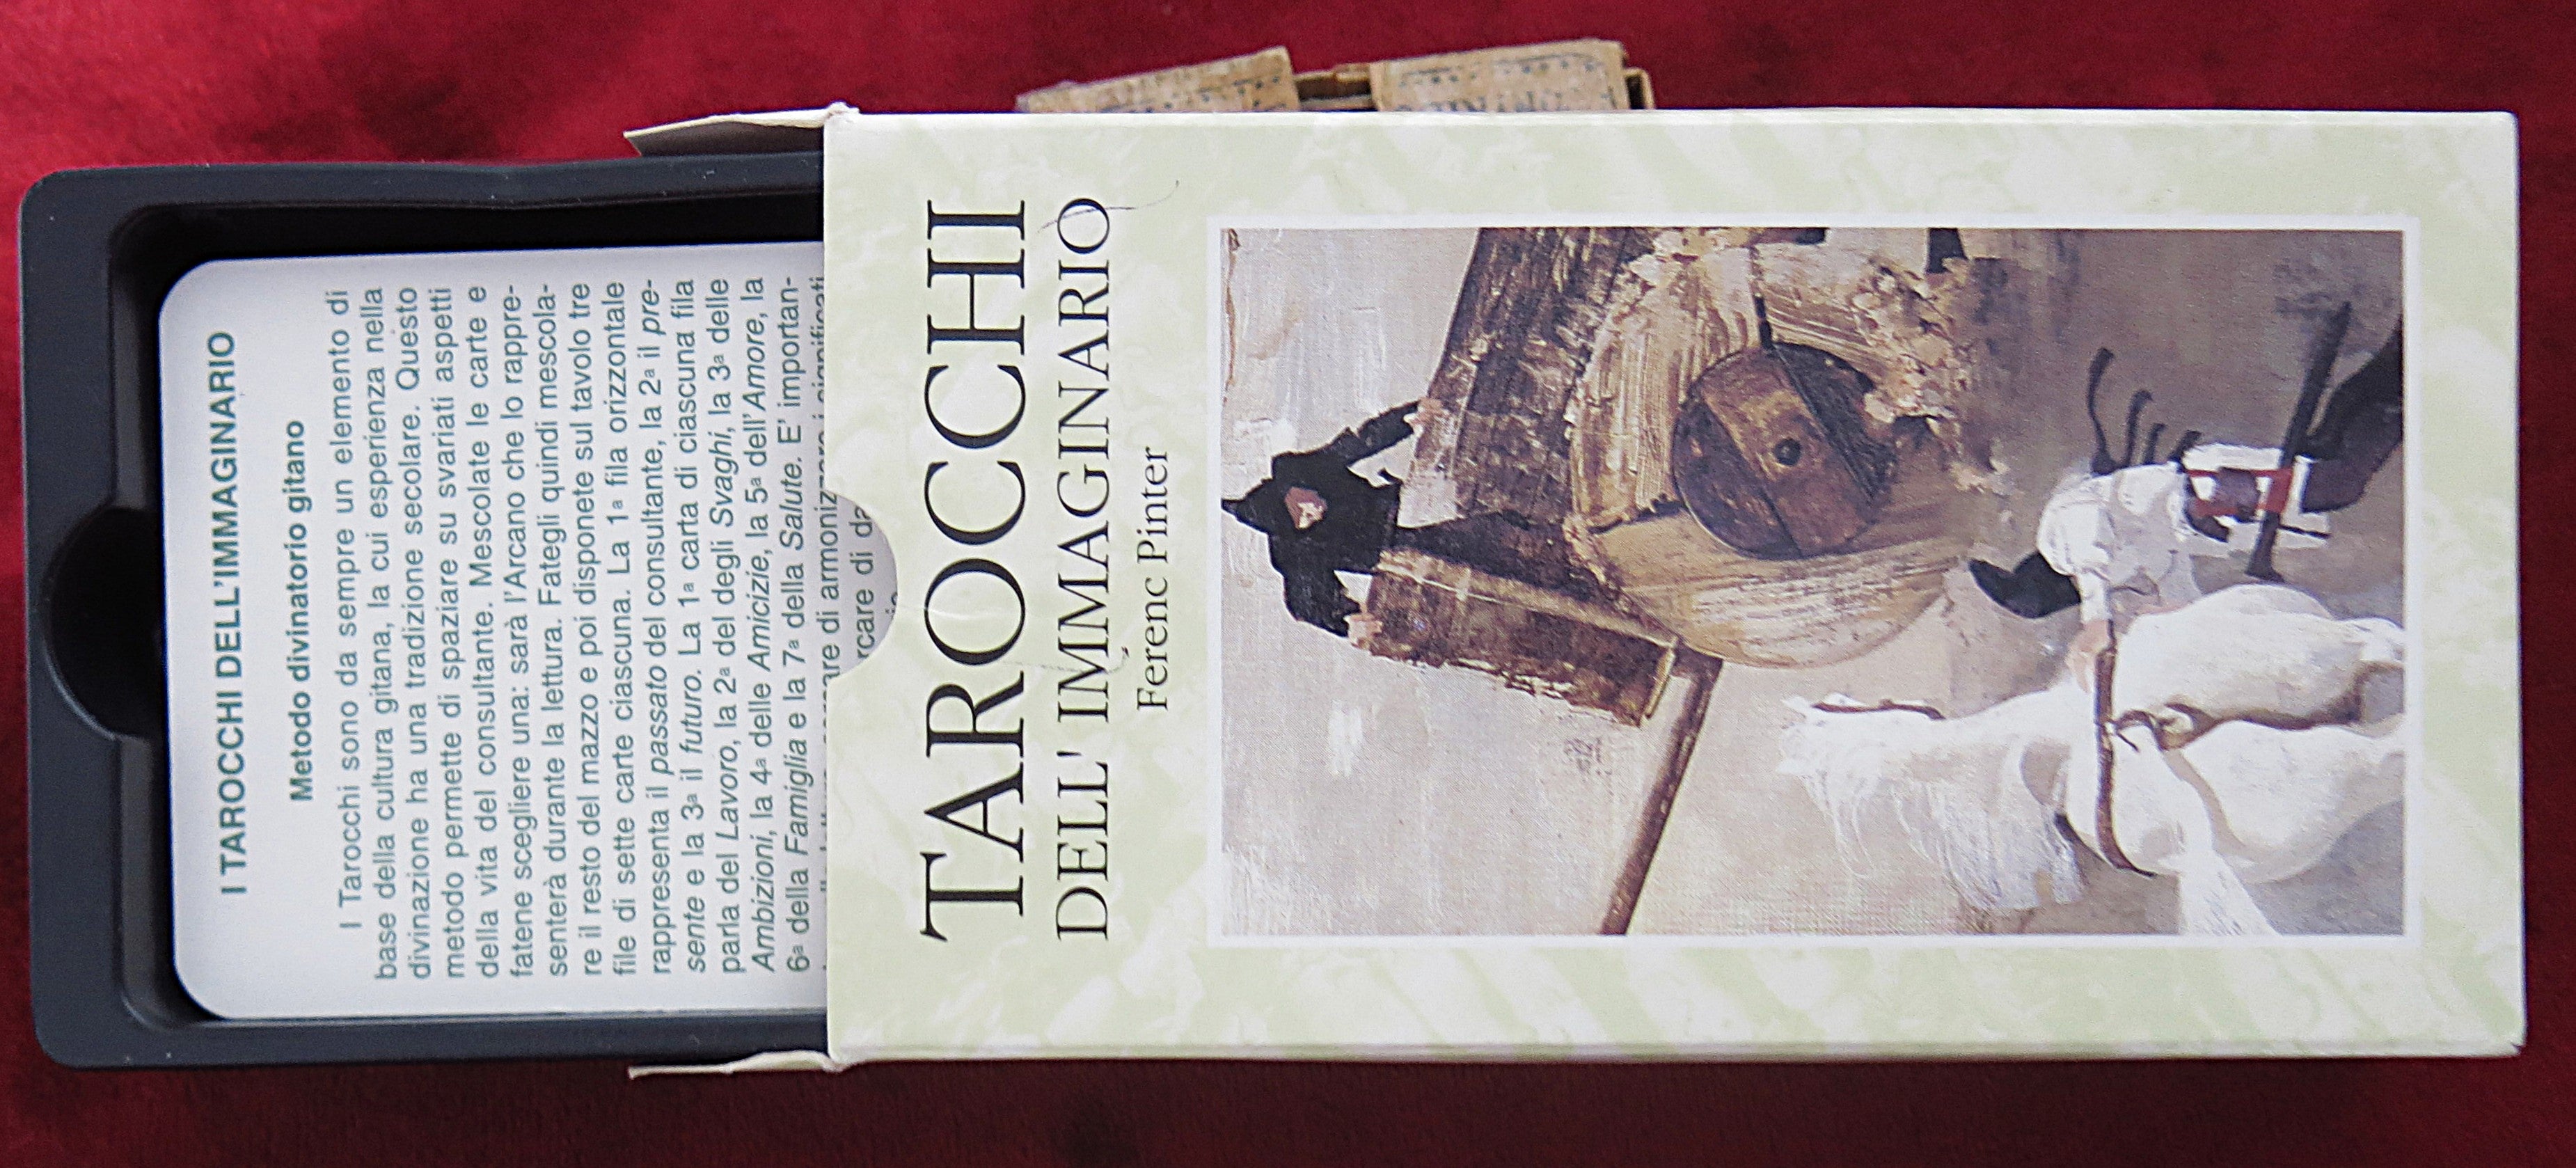 I TAROCCHI DELL'IMMAGINARIO
Metodo divinatorio gitano
I Tarocchi sono da sempre un elemento di
base della cultura gitana, la cui esperienza nella
divinazione ha una tradizione secolare. Questo
metodo permette di spaziare su svariati aspetti
della vita del consultante. Mescolate le carte e
fatene scegliere una: sarà l'Arcano che lo rappre-
senterà durante la lettura. Fategli quindi mescola-
re il resto del mazzo e poi disponete sul tavolo tre
file di sette carte ciascuna. La 1ª fila orizzontale
rappresenta il passato del consultante, la 2ª il pre-
sente e la 3ª il futuro. La 1ª carta di ciascuna fila
parla del Lavoro, la 2ª del degli Svaghi, la 3ª delle
Ambizioni, la 4ª delle Amicizie, la 5ª dell'Amore, la
6ª della Famiglia e la 7ª della Salute. E' importan-
di armonizzare i significati
di
TAROCCHI
DELL' IMMAGINARIO
Ferenc Pinter